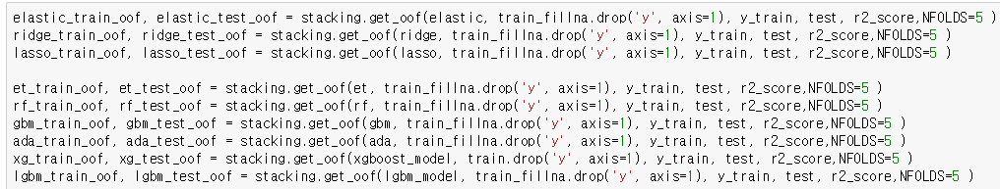 elastic_train_oof, elastic_test_oof = stacking.get_oof(elastic, train_fillna.drop('y', axis=1), y_train, test, r2_score,NFOLDS=5 )
ridge_train_oof, ridge_test_oof = stacking.get_oof(ridge, train_fillna.drop('y', axis=1), y_train, test, r2_score,NFOLDS=5 )
lasso_train_oof, lasso_test_oof = stacking.get_oof(lasso, train_fillna.drop('y', axis=1), y_train, test, r2_score,NFOLDS=5 )
et_train_oof, et_test_oof = stacking.get_oof(et, train_fillna.drop('y', axis=1), y_train, test, r2_score,NFOLDS=5 )
rf_train_oof, rf_test_oof = stacking.get_oof(rf, train_fillna.drop('y', axis=1), y_train, test, r2_score,NFOLDS=5 )
gbm_train_oof, gbm_test_oof = stacking.get_oof(gbm, train_fillna.drop('y', axis=1), y_train, test, r2_score,NFOLDS=5 )
ada_train_oof, ada_test_oof = stacking.get_oof(ada, train_fillna.drop('y', axis=1), y_train, test, r2_score,NFOLDS=5 )
xg_train_oof, xg_test_oof = stacking.get_oof(xgboost_model, train.drop('y', axis=1), y_train, test, r2_score,NFOLDS=5 )
lgbm_train_oof, lgbm_test_oof = stacking.get_oof(lgbm_model, train_fillna.drop('y', axis=1), y_train, test, r2_score,NFOLDS=5 )